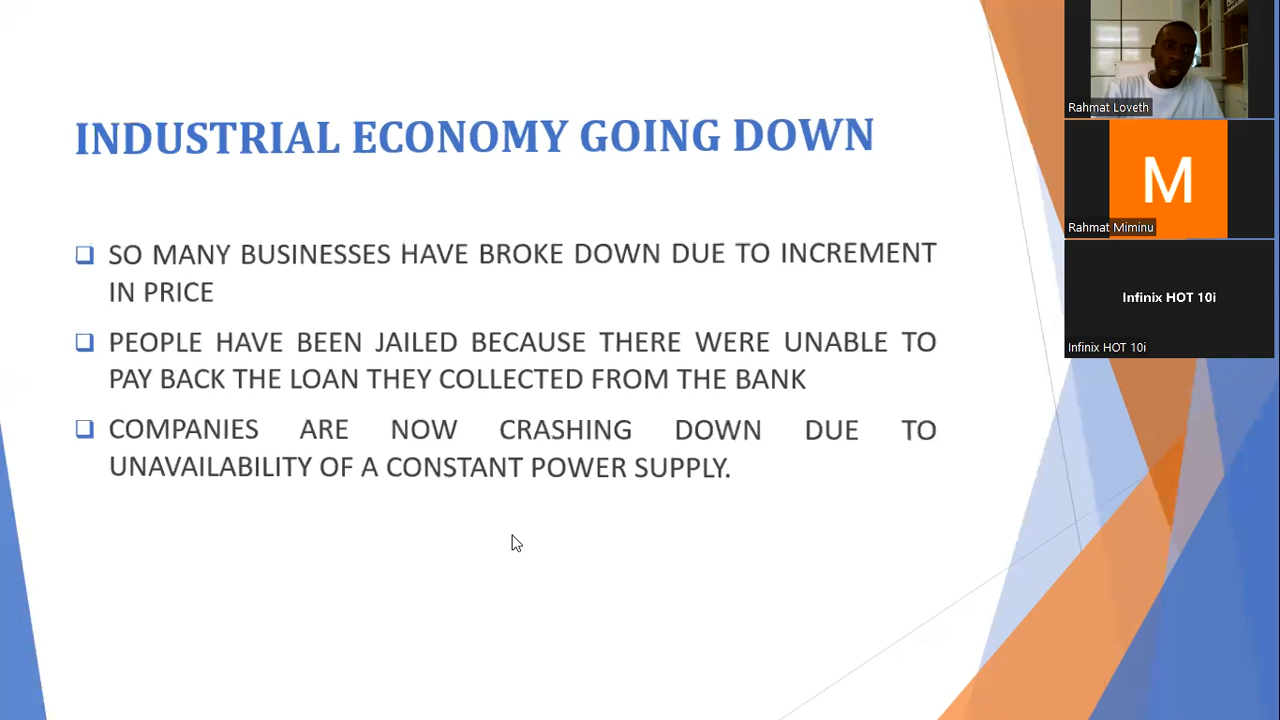 INDUSTRIAL ECONOMY GOING DOWN
SO MANY BUSINESSES HAVE BROKE DOWN DUE TO INCREMENT
IN PRICE
PEOPLE HAVE BEEN JAILED BECAUSE THERE WERE UNABLE TO
PAY BACK THE LOAN THEY COLLECTED FROM THE BANK
COMPANIES ARE NOW CRASHING DOWN DUE TO
UNAVAILABILITY OF A CONSTANT POWER SUPPLY.
Rahmat Loveth
M
Rahmat Miminu
Infinix HOT 10i
Infinix HOT 10i